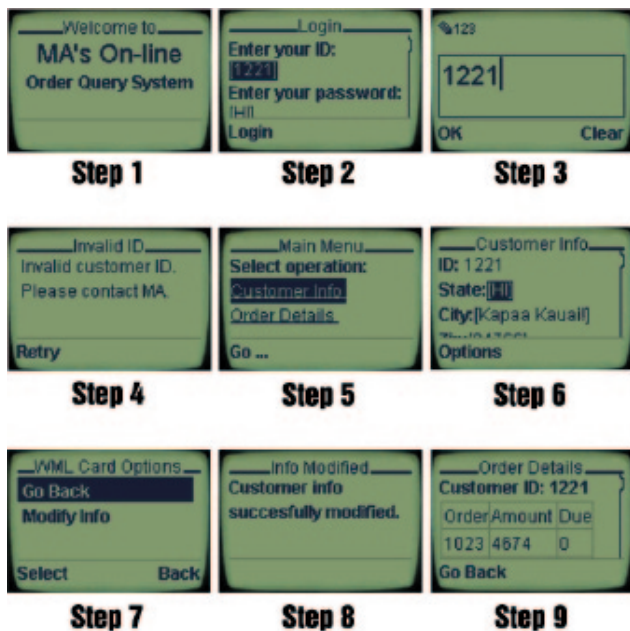 Welcome to
MA's On-line
Order Query System
Step 1
Login
Enter your ID:
[1221]
Enter your password:
[HI]
Login
Step 2
123
1221
OK Clear
Step 3
Invalid ID
Invalid customer ID.
Please contact MA.
Retry
Step 4
Main Menu
Select operation:
Customer Info
Order Details
Go ...
Step 5
Customer Info
ID: 1221
State:[HI]
City:[Kapaa Kauai]
Options
Step 6
WML Card Options
Go Back
Modify Info
Select Back
Step 7
Info Modified
Customer info
succesfully modified.
Step 8
Order Details
Customer ID: 1221
Order Amount Due
1023 4674 0
Go Back
Step 9